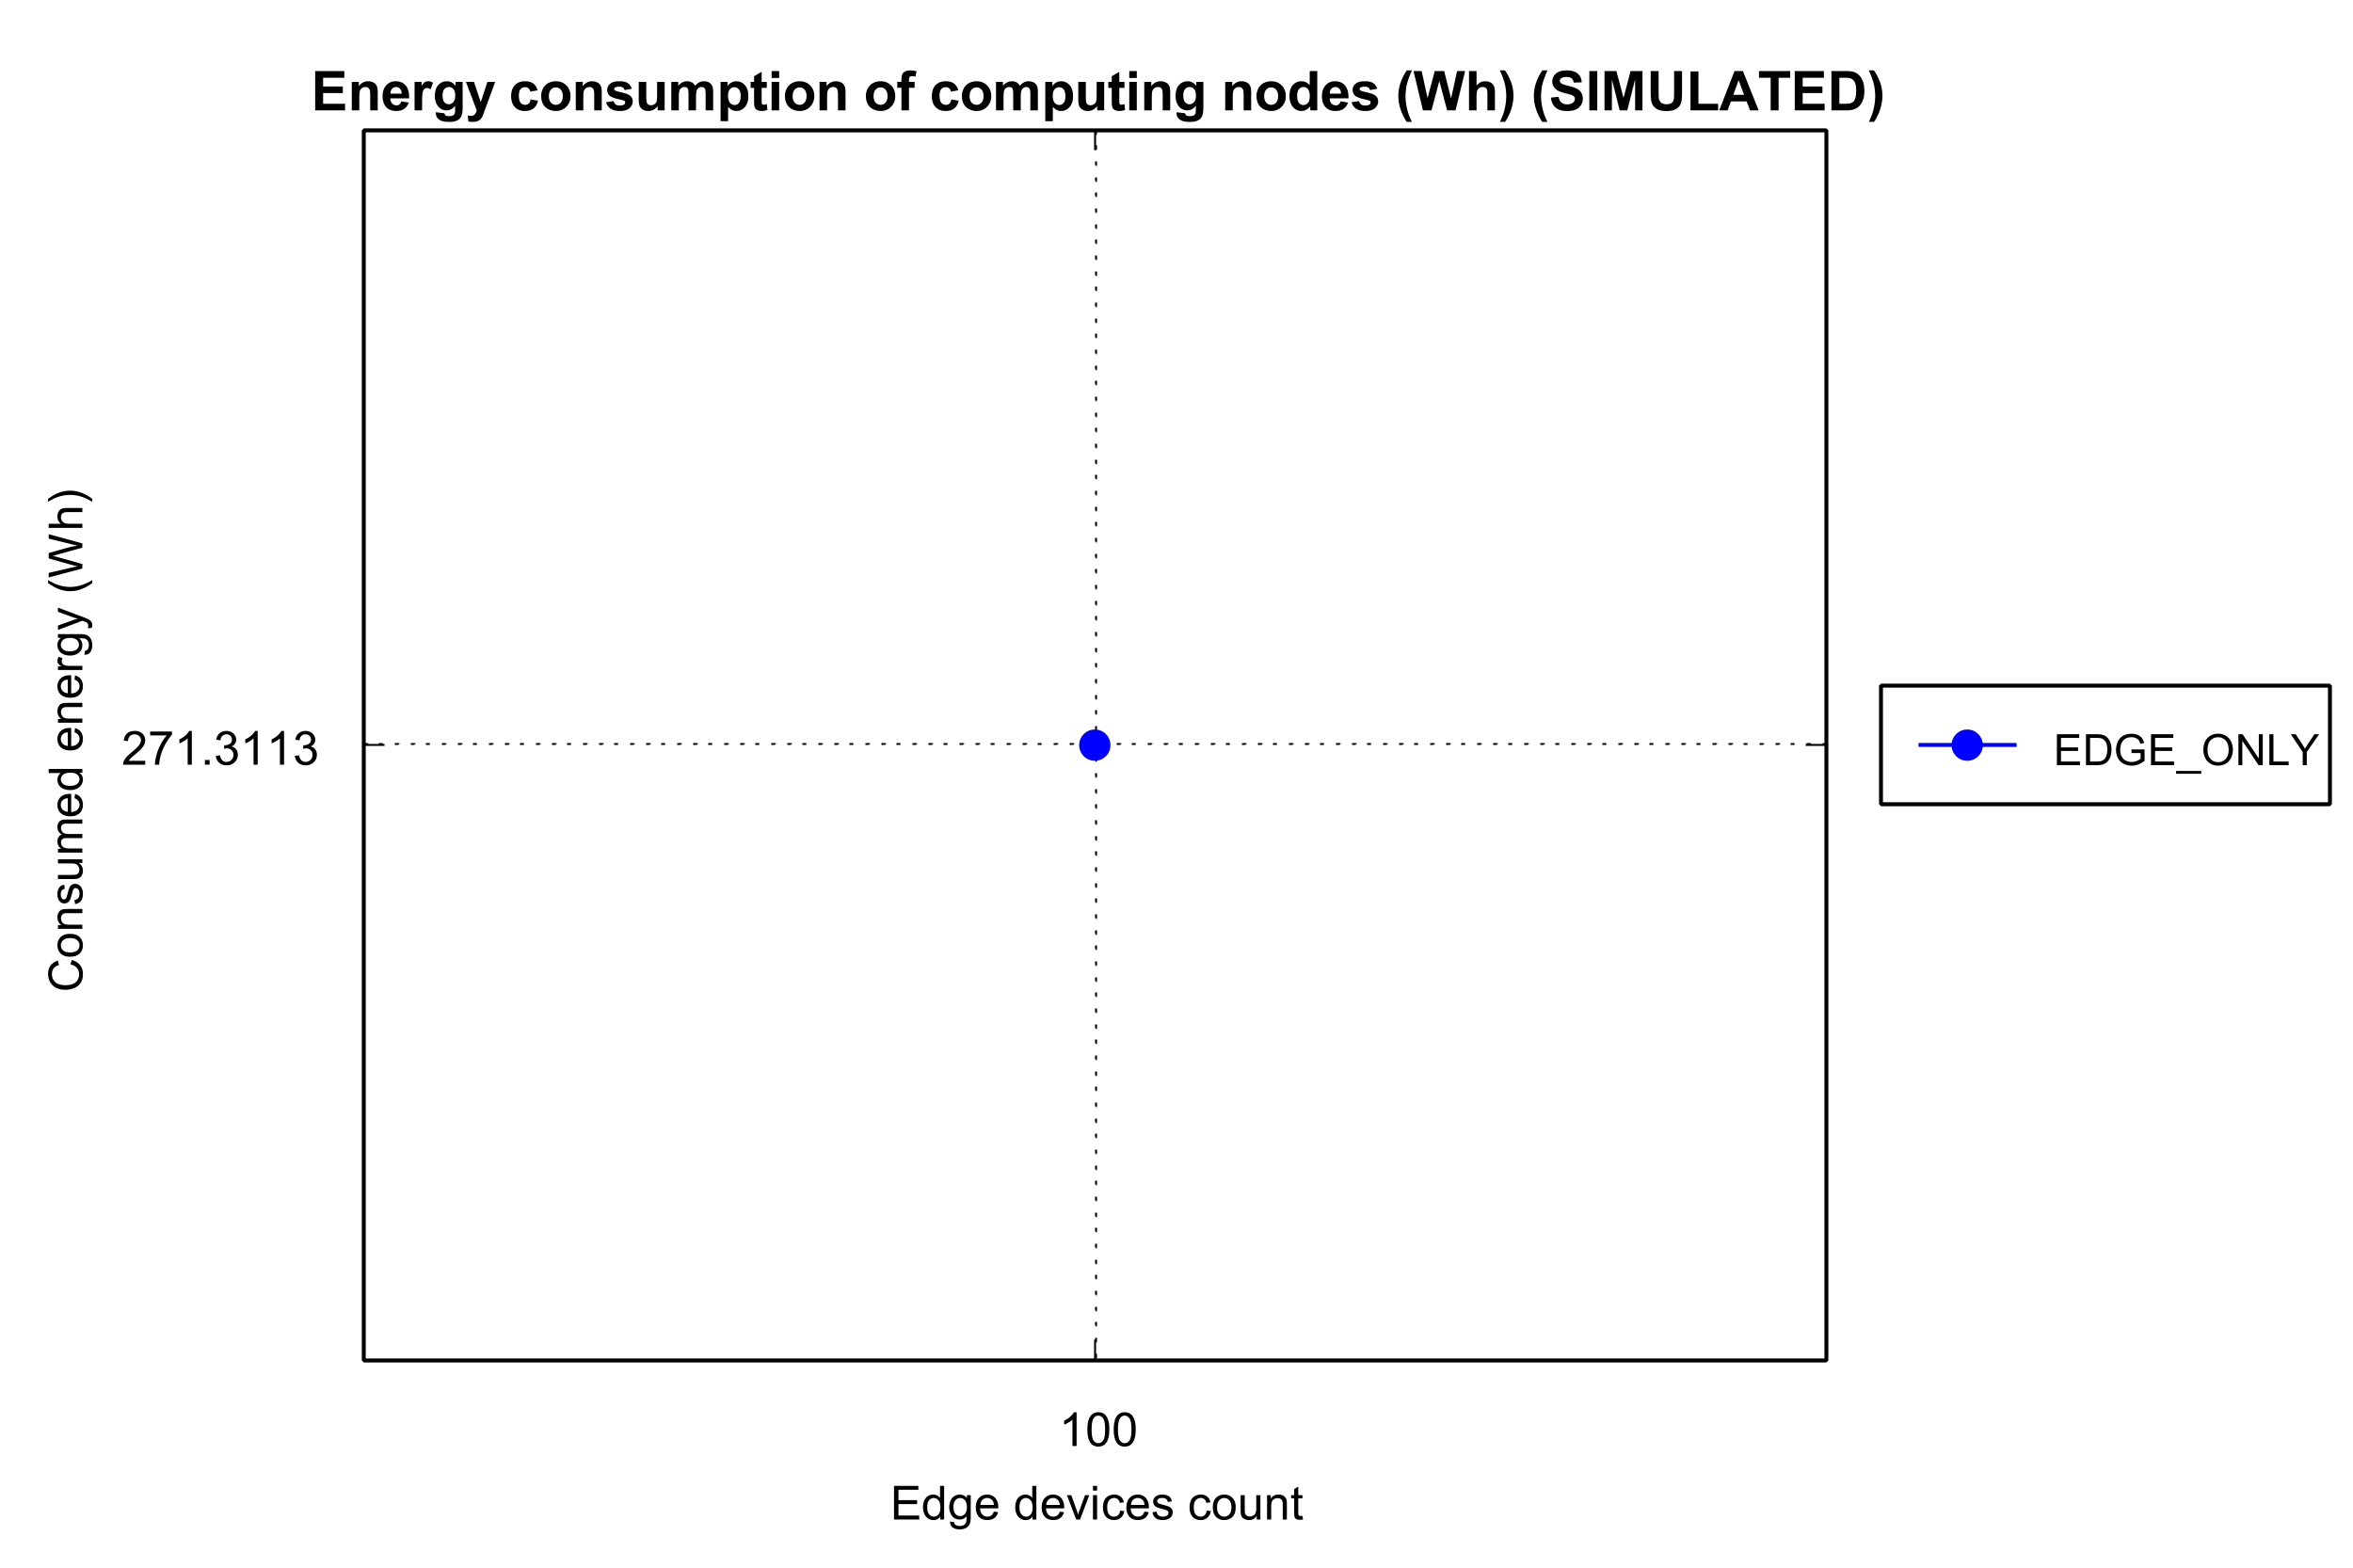 Energy consumption of computing nodes (Wh) (SIMULATED)
Consumed energy (Wh)
271.3113
EDGE_ONLY
100
Edge devices count